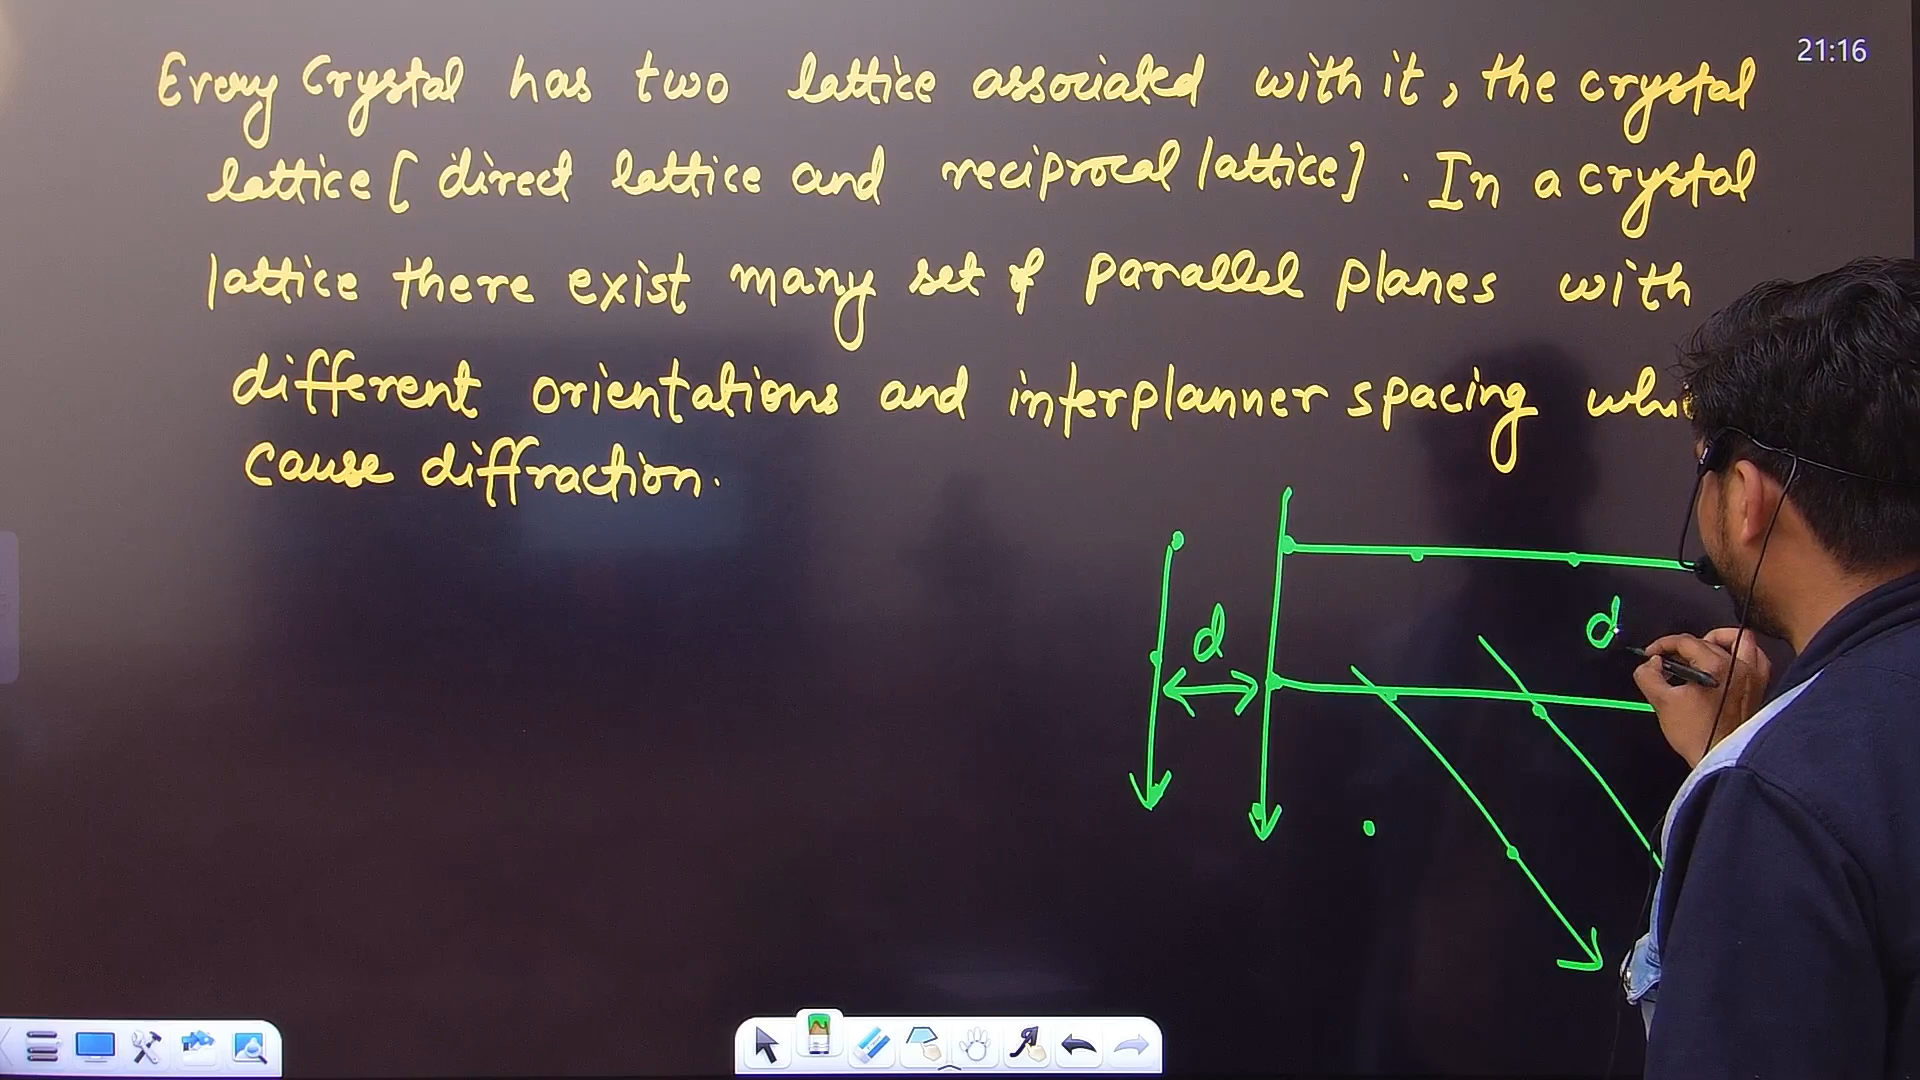 21:16
Every Crystal has two lattice associated with it, the crystal
lattice [ direct lattice and reciprocal lattice] . In a crystal
lattice there exist many set of parallel planes with
different orientations and interplanner spacing
cause diffraction.
d
d